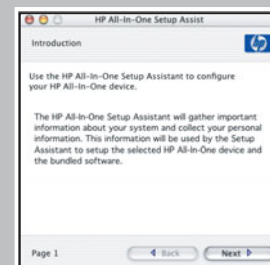 HP All-In-One Setup Assist
Introduction
hp
Use the HP All-In-One Setup Assistant to configure
your HP All-In-One device.
The HP All-In-One Setup Assistant will gather important
information about your system and collect your personal
information. This information will be used by the Setup
Assistant to setup the selected HP All-In-One device and
the bundled software.
Page 1
Back
Next